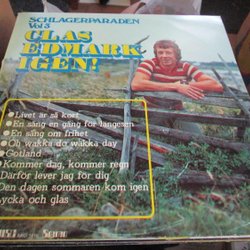 SCHLAGERPARADEN
Vol 3
CLAS
EDMARK
IGEN!
Livet är så kort
En sång en gång för längesen
En sång om frihet
Oh wakka do wakka day
Gotland
Kommer dag, kommer regn
Därför lever jag för dig
Den dagen sommaren kom igen
Lycka och glas